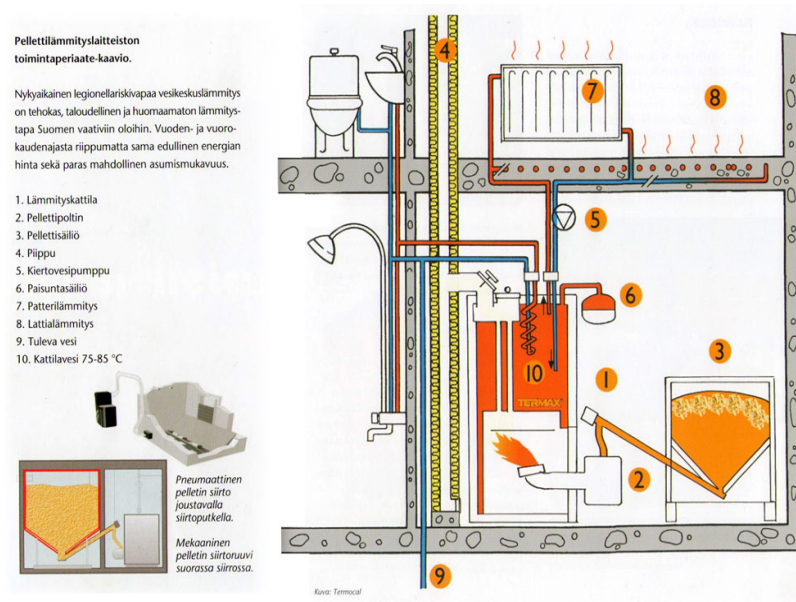 Pellettilämmityslaitteiston
toimintaperiaate-kaavio.
Nykyaikainen legionellariskivapaa vesikeskuslämmitys
on tehokas, taloudellinen ja huomaamaton lämmitys-
tapa Suomen vaativiin oloihin. Vuoden- ja vuoro-
kaudenajasta riippumatta sama edullinen energian
hinta sekä paras mahdollinen asumismukavuus.
1. Lämmityskattila
2. Pellettipoltin
3. Pellettisäiliö
4. Piippu
5. Kiertovesipumppu
6. Paisuntasäiliö
7. Patterilämmitys
8. Lattialämmitys
9. Tuleva vesi
10. Kattilavesi 75-85 °C
Pneumaattinen
pelletin siirto
joustavalla
siirtoputkella.
Mekaaninen
pelletin siirtoruuvi
suorassa siirrossa.
4
7
8
5
6
10
1
3
TERMAX
2
9
Kuva: Termocal